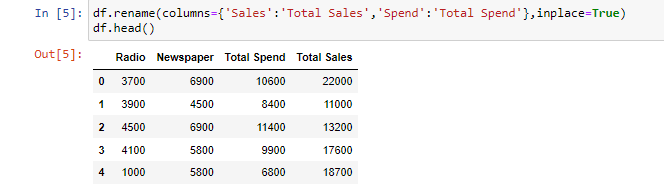 In [5]: df.rename(columns={'Sales':'Total Sales','Spend':'Total Spend'},inplace=True)
df.head()
Out[5]:
Radio Newspaper Total Spend Total Sales
0 3700 6900 10600 22000
1 3900 4500 8400 11000
2 4500 6900 11400 13200
3 4100 5800 9900 17600
4 1000 5800 6800 18700